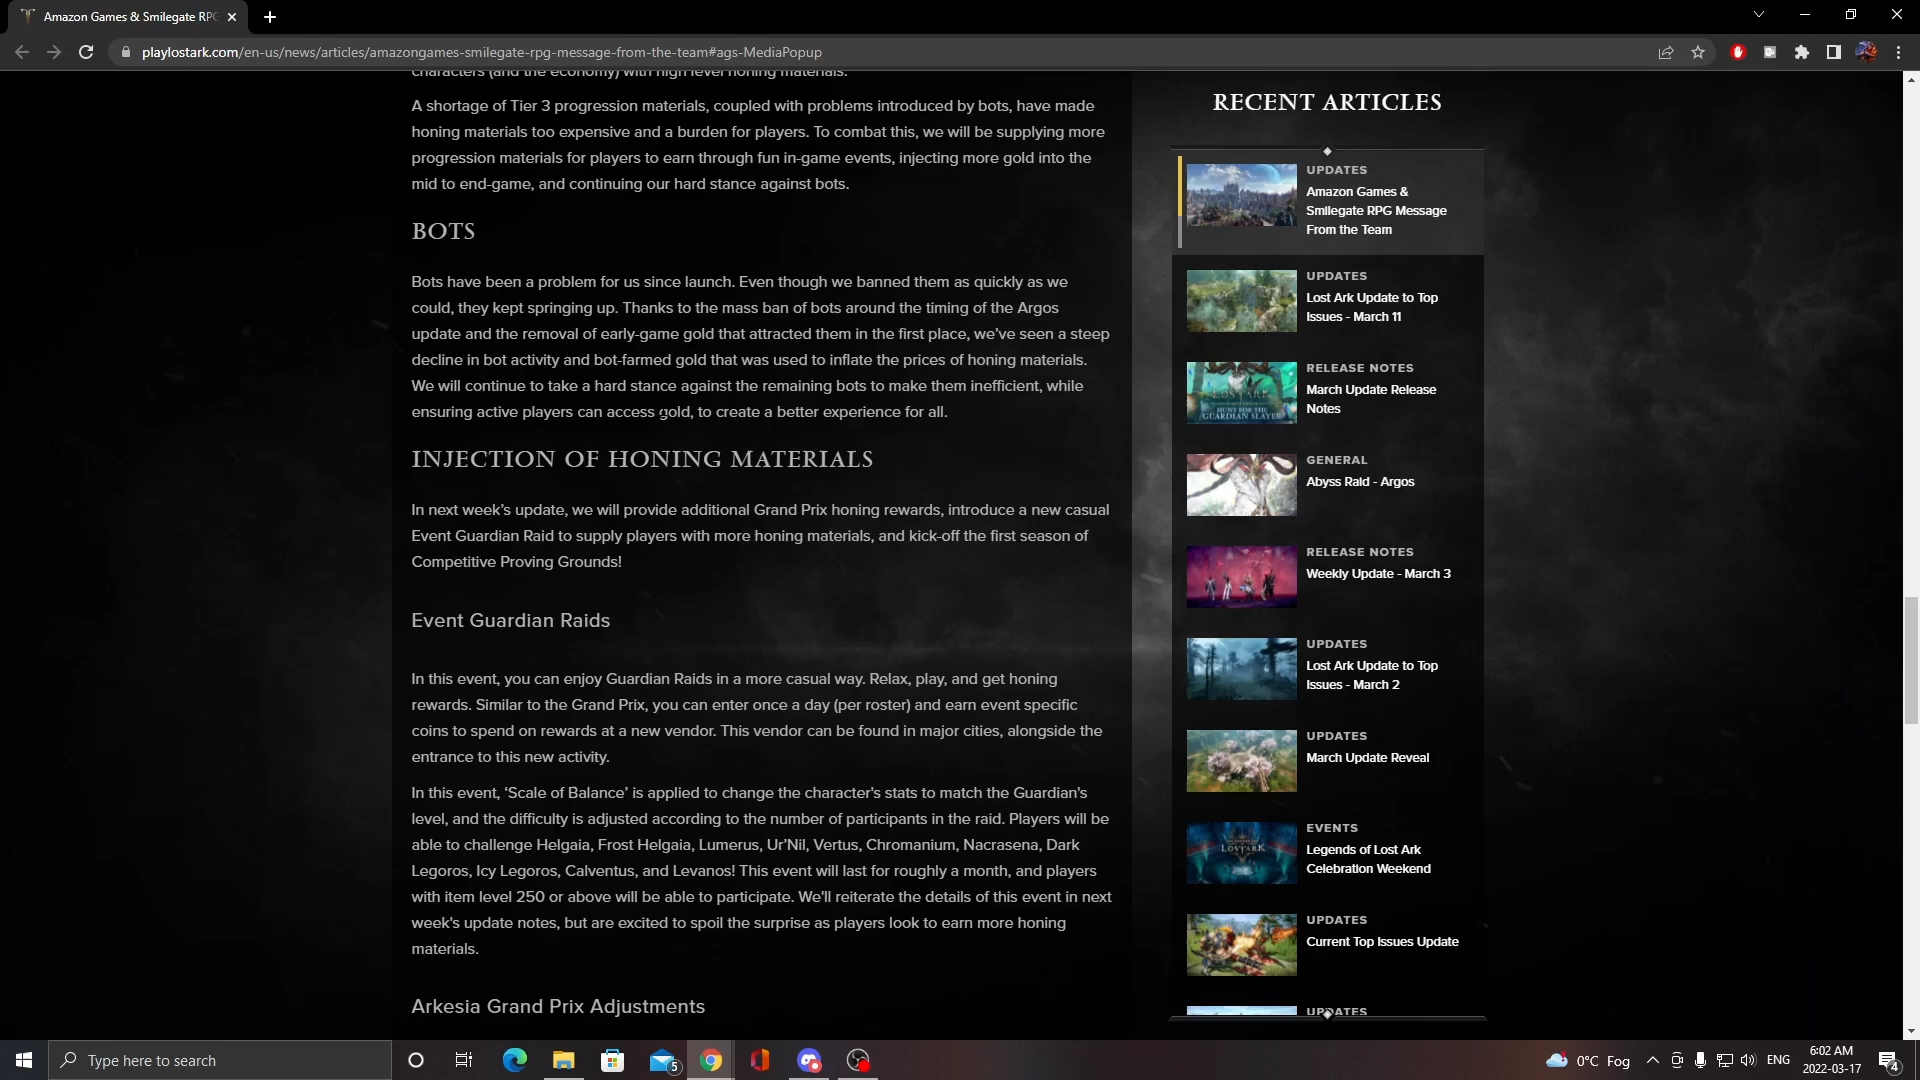 Amazon Games & Smilegate RPG
playlostark.com/en-us/news/articles/amazongames-smilegate-rpg-message-from-the-team#ags-MediaPopup
characters (and the economy) with high level honing materials.
A shortage of Tier 3 progression materials, coupled with problems introduced by bots, have made
honing materials too expensive and a burden for players. To combat this, we will be supplying more
progression materials for players to earn through fun in-game events, injecting more gold into the
mid to end-game, and continuing our hard stance against bots.
BOTS
Bots have been a problem for us since launch. Even though we banned them as quickly as we
could, they kept springing up. Thanks to the mass ban of bots around the timing of the Argos
update and the removal of early-game gold that attracted them in the first place, we've seen a steep
decline in bot activity and bot-farmed gold that was used to inflate the prices of honing materials.
We will continue to take a hard stance against the remaining bots to make them inefficient, while
ensuring active players can access gold, to create a better experience for all.
INJECTION OF HONING MATERIALS
In next week's update, we will provide additional Grand Prix honing rewards, introduce a new casual
Event Guardian Raid to supply players with more honing materials, and kick-off the first season of
Competitive Proving Grounds!
Event Guardian Raids
In this event, you can enjoy Guardian Raids in a more casual way. Relax, play, and get honing
rewards. Similar to the Grand Prix, you can enter once a day (per roster) and earn event specific
coins to spend on rewards at a new vendor. This vendor can be found in major cities, alongside the
entrance to this new activity.
In this event, ‘Scale of Balance’ is applied to change the character's stats to match the Guardian's
level, and the difficulty is adjusted according to the number of participants in the raid. Players will be
able to challenge Helgaia, Frost Helgaia, Lumerus, Ur’Nil, Vertus, Chromanium, Nacrasena, Dark
Legoros, Icy Legoros, Calventus, and Levanos! This event will last for roughly a month, and players
with item level 250 or above will be able to participate. We'll reiterate the details of this event in next
week's update notes, but are excited to spoil the surprise as players look to earn more honing
materials.
Arkesia Grand Prix Adjustments
RECENT ARTICLES
UPDATES
Amazon Games &
Smilegate RPG Message
From the Team
UPDATES
Lost Ark Update to Top
Issues - March 11
RELEASE NOTES
March Update Release
Notes
LOST ARK
HUNT FOR THE
GUARDIAN SLAYER
GENERAL
Abyss Raid - Argos
RELEASE NOTES
Weekly Update - March 3
UPDATES
Lost Ark Update to Top
Issues - March 2
UPDATES
March Update Reveal
EVENTS
Legends of Lost Ark
Celebration Weekend
LOST ARK
UPDATES
Current Top Issues Update
UPDATES
Type here to search
5
0°C Fog
ENG
6:02 AM
2022-03-17
4